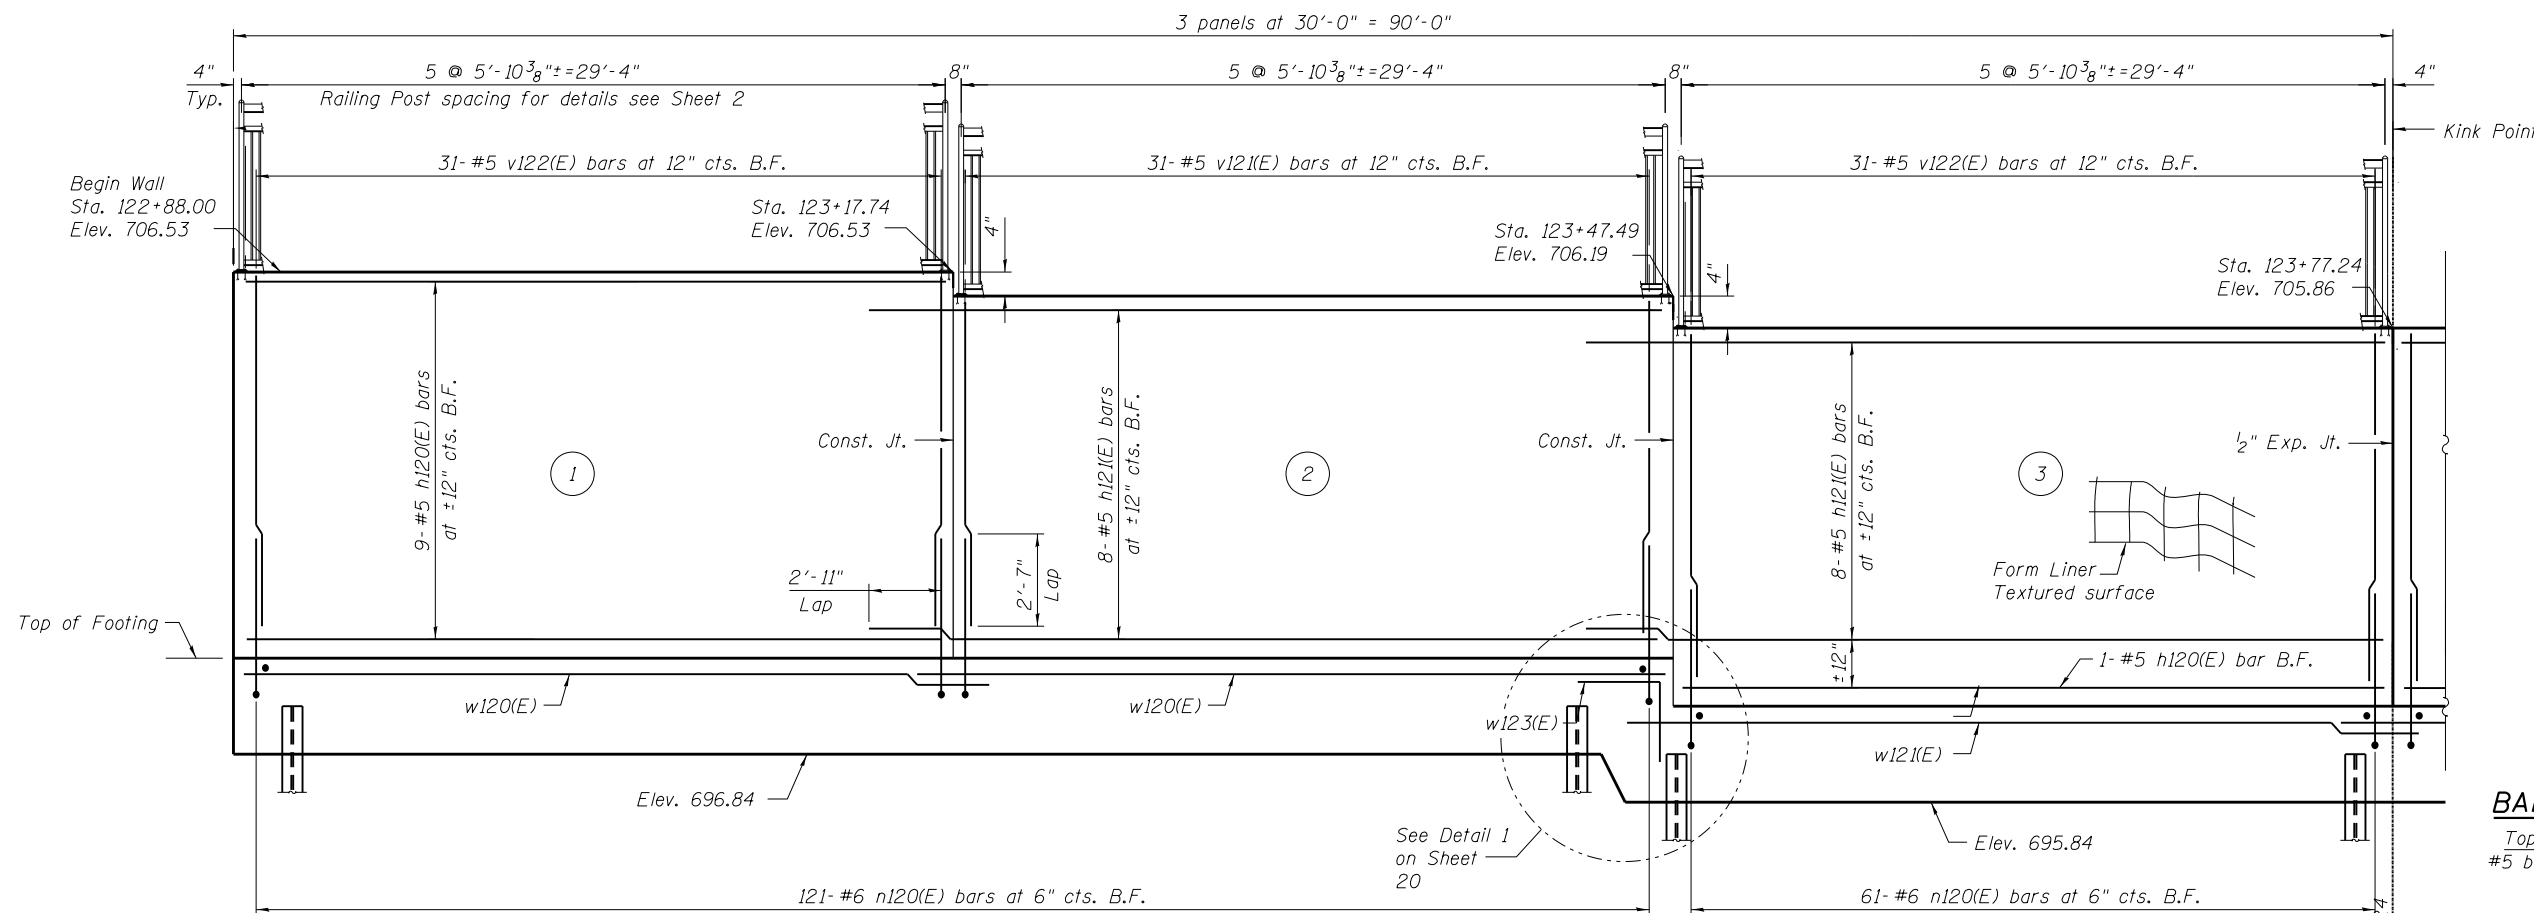 3 panels at 30'-0" = 90'-0"
4"
5 @ 5'-10 3/8"±=29'-4"
8"
5 @ 5'-10 3/8"±=29'-4"
8"
5 @ 5'-10 3/8"±=29'-4"
4"
Typ.
Railing Post spacing for details see Sheet 2
Kink Point
31-#5 v122(E) bars at 12" cts. B.F.
31-#5 v121(E) bars at 12" cts. B.F.
31-#5 v122(E) bars at 12" cts. B.F.
Begin Wall
Sta. 122+88.00
Elev. 706.53
Sta. 123+17.74
Elev. 706.53
4"
Sta. 123+47.49
Elev. 706.19
4"
Sta. 123+77.24
Elev. 705.86
9-#5 h120(E) bars
at ±12" cts. B.F.
8-#5 h121(E) bars
at ±12" cts. B.F.
8-#5 h121(E) bars
at ±12" cts. B.F.
Const. Jt.
Const. Jt.
1/2" Exp. Jt.
1
2
3
2'-11"
Lap
2'-7"
Lap
Form Liner
Textured surface
Top of Footing
±12"
1-#5 h120(E) bar B.F.
w120(E)
w120(E)
w123(E)
w121(E)
Elev. 696.84
See Detail 1
on Sheet
20
Elev. 695.84
Top
#5 b
121-#6 n120(E) bars at 6" cts. B.F.
61-#6 n120(E) bars at 6" cts. B.F.